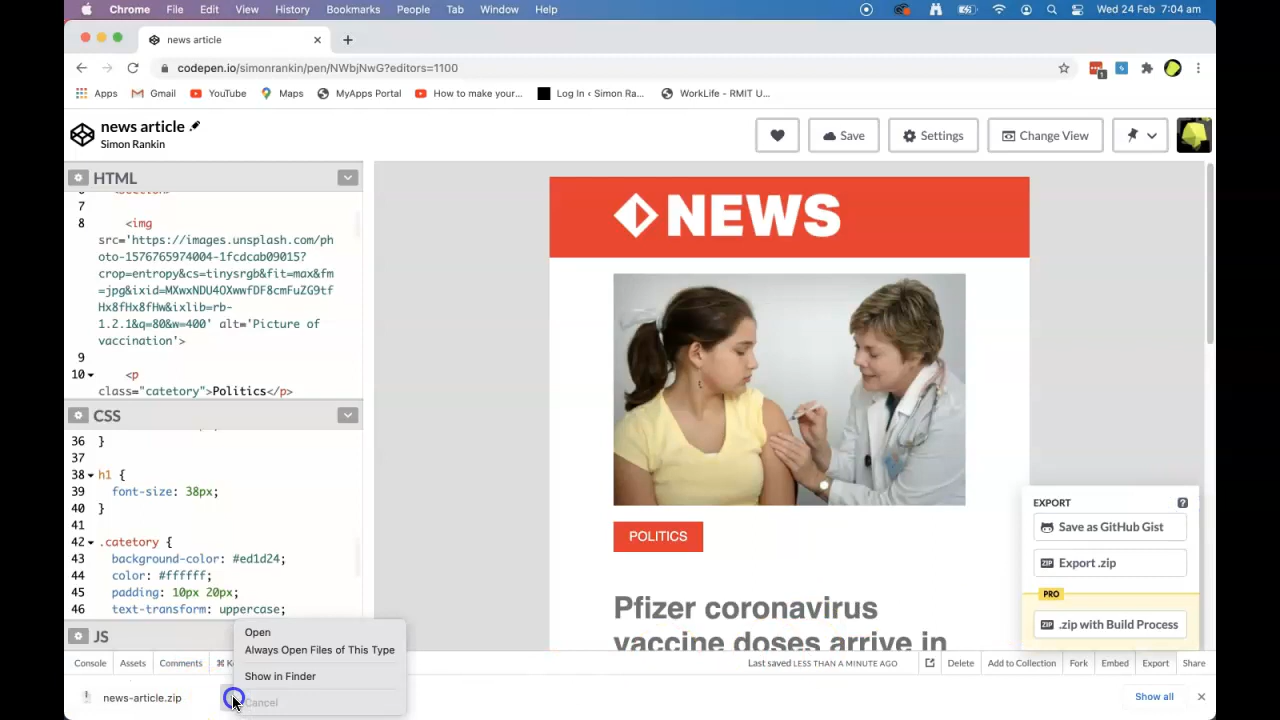 Chrome File Edit View History Bookmarks People Tab Window Help Wed 24 Feb 7:04 am
news article
codepen.io/simonrankin/pen/NWbjNwG?editors=1100
Apps Gmail YouTube Maps MyApps Portal How to make your... Log In ‹ Simon Ra... WorkLife – RMIT U...
news article
Simon Rankin
Save Settings Change View
HTML
7
8 <img
src='https://images.unsplash.com/ph
oto-1576765974004-1fcdcab09015?
crop=entropy&cs=tinysrgb&fit=max&fm
=jpg&ixid=MXwxNDU4OXwwfDF8cmFuZG9tf
Hx8fHx8fHw&ixlib=rb-
1.2.1&q=80&w=400' alt='Picture of
vaccination'>
9
10 <p
class="catetory">Politics</p>
CSS
36 }
37
38 h1 {
39 font-size: 38px;
40 }
41
42 .catetory {
43 background-color: #ed1d24;
44 color: #ffffff;
45 padding: 10px 20px;
46 text-transform: uppercase;
JS
NEWS
POLITICS
Pfizer coronavirus
vaccine doses arrive in
EXPORT
Save as GitHub Gist
Export .zip
PRO
.zip with Build Process
Open
Always Open Files of This Type
Show in Finder
Cancel
Console Assets Comments ⌘ Last saved LESS THAN A MINUTE AGO Delete Add to Collection Fork Embed Export Share
news-article.zip Show all